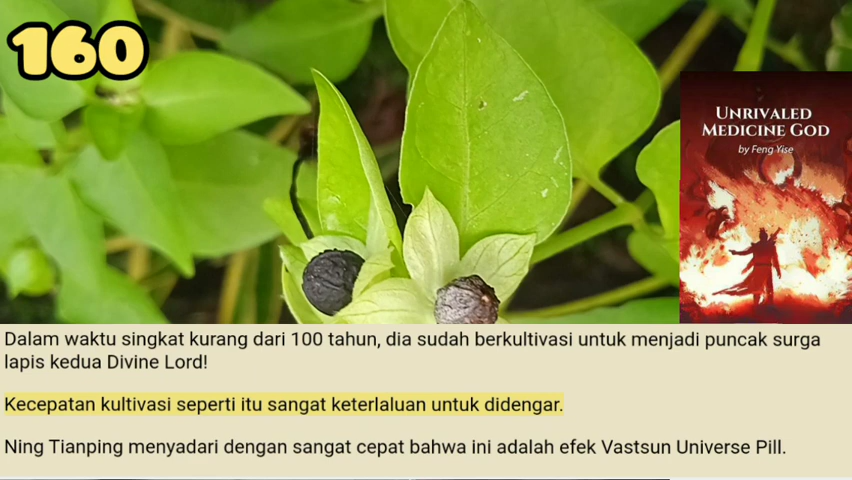 160
UNRIVALED
MEDICINE GOD
by Feng Yise
Dalam waktu singkat kurang dari 100 tahun, dia sudah berkultivasi untuk menjadi puncak surga
lapis kedua Divine Lord!
Kecepatan kultivasi seperti itu sangat keterlaluan untuk didengar.
Ning Tianping menyadari dengan sangat cepat bahwa ini adalah efek Vastsun Universe Pill.